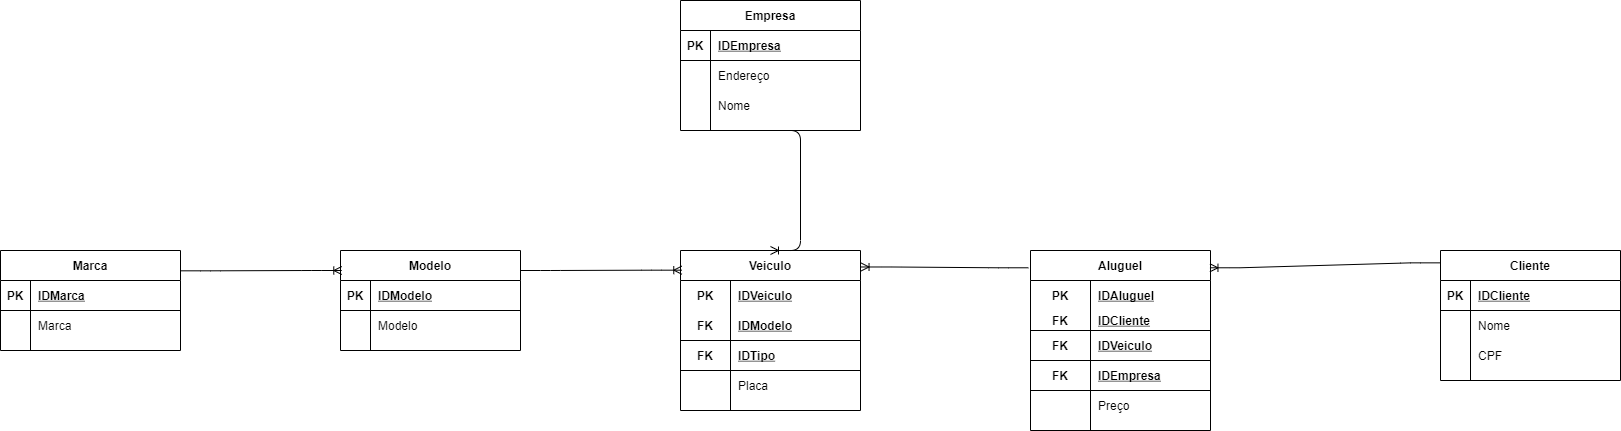 Empresa
PK IDEmpresa
Endereço
Nome
Marca
PK IDMarca
Marca
Modelo
PK IDModelo
Modelo
Veiculo
PK IDVeiculo
FK IDModelo
FK IDTipo
Placa
Aluguel
PK IDAluguel
FK IDCliente
FK IDVeiculo
FK IDEmpresa
Preço
Cliente
PK IDCliente
Nome
CPF